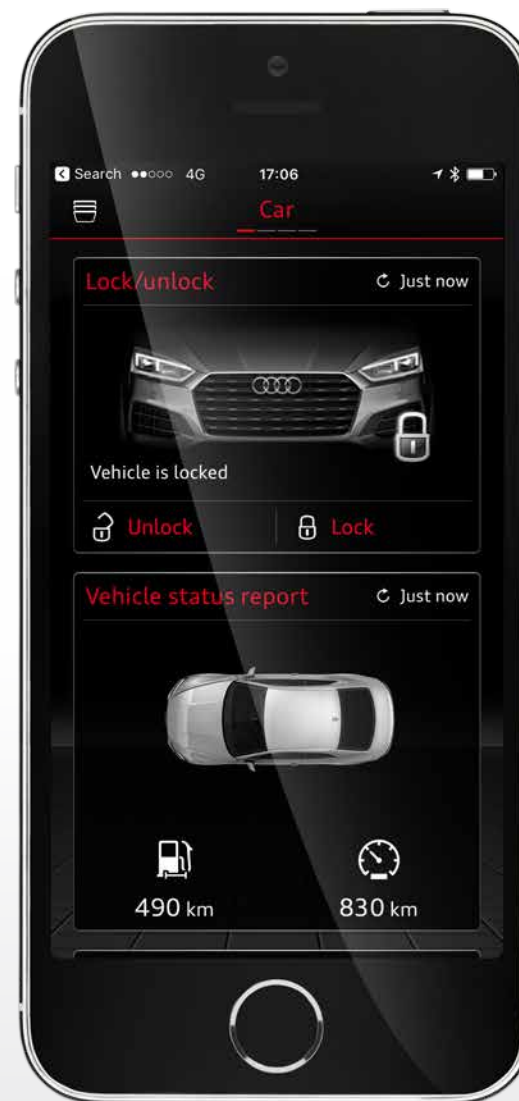 Search 4G 17:06
Car
Lock/unlock Just now
Vehicle is locked
Unlock Lock
Vehicle status report Just now
490 km 830 km